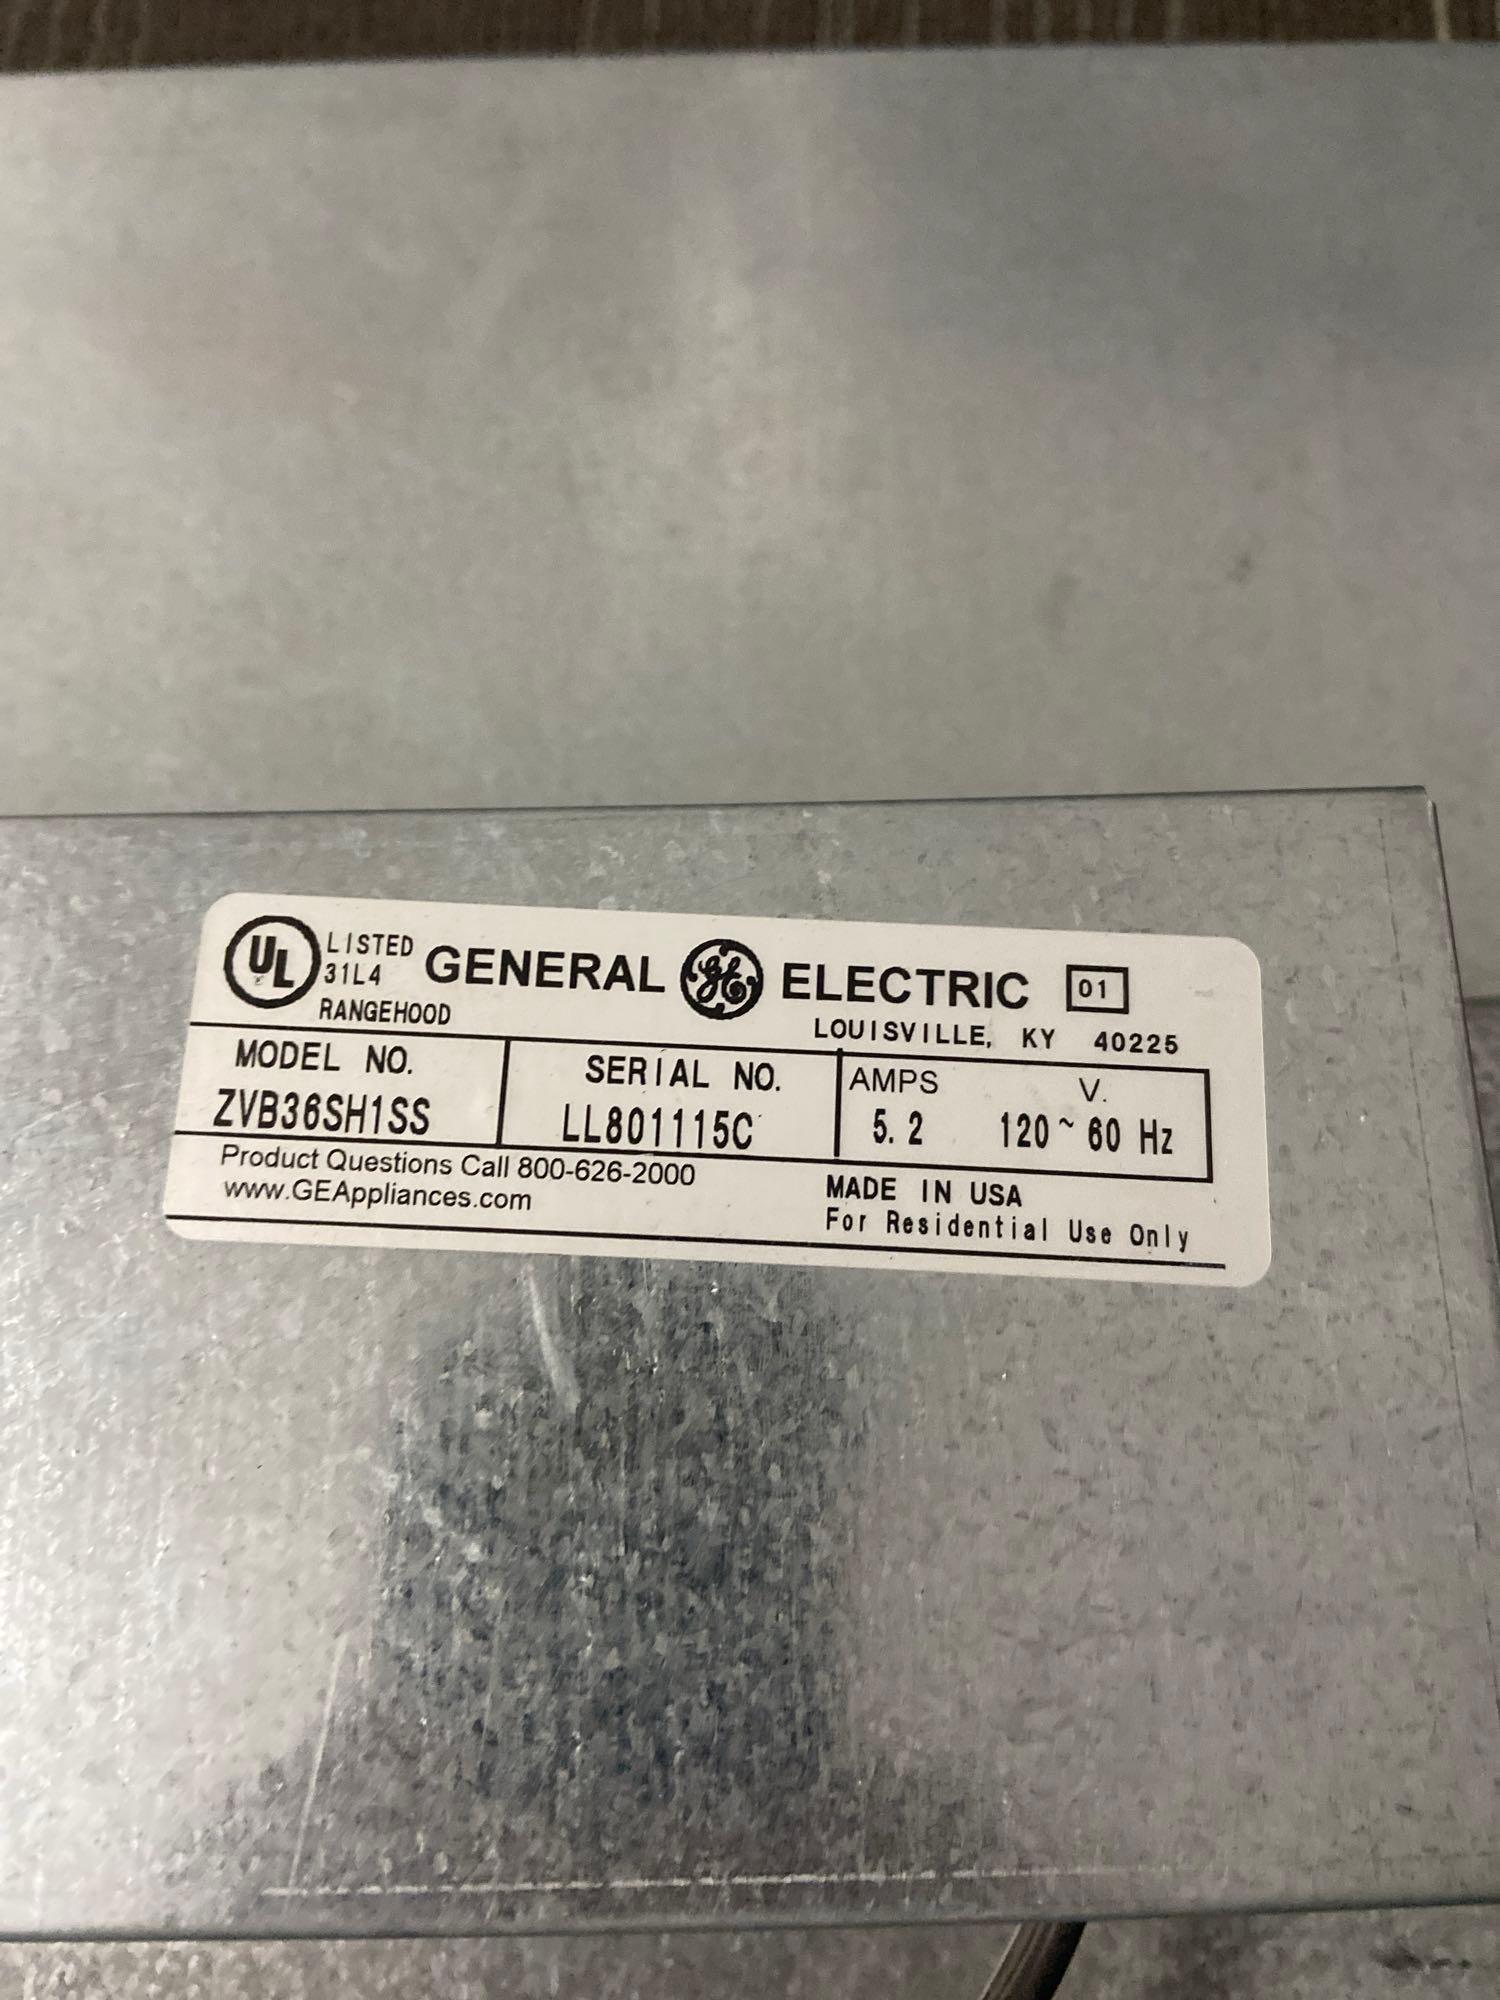 UL LISTED
31L4
RANGEHOOD
GENERAL GE ELECTRIC 01
LOUISVILLE, KY 40225
MODEL NO.
ZVB36SH1SS
SERIAL NO.
LL801115C
AMPS V.
5.2 120~60 Hz
Product Questions Call 800-626-2000
www.GEAppliances.com
MADE IN USA
For Residential Use Only